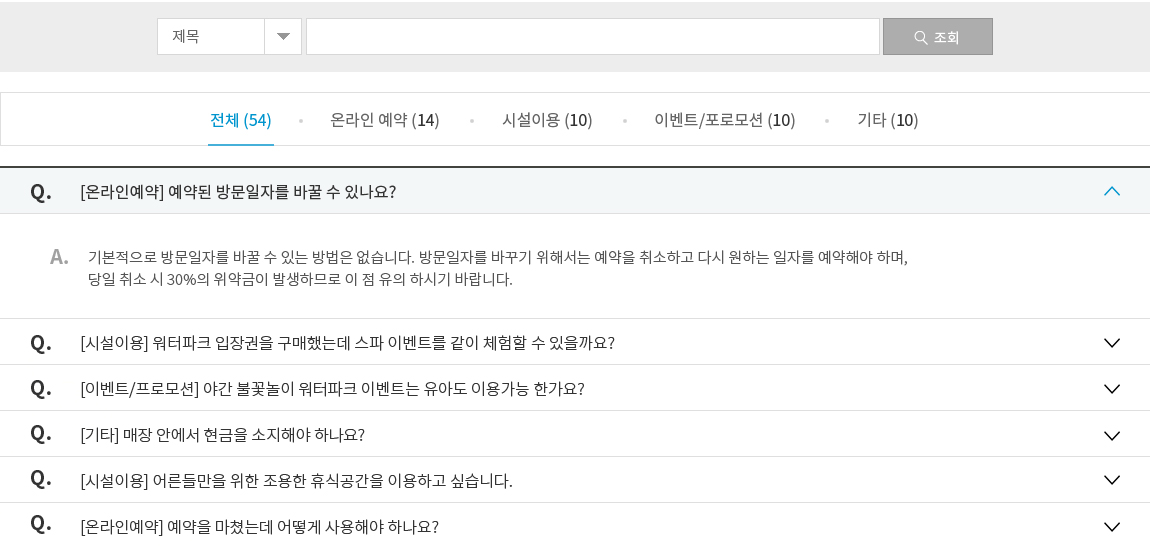 제목
조회
전체 (54) • 온라인 예약 (14) • 시설이용 (10) • 이벤트/포로모션 (10) • 기타 (10)
Q. [온라인예약] 예약된 방문일자를 바꿀 수 있나요?
A. 기본적으로 방문일자를 바꿀 수 있는 방법은 없습니다. 방문일자를 바꾸기 위해서는 예약을 취소하고 다시 원하는 일자를 예약해야 하며,
당일 취소 시 30%의 위약금이 발생하므로 이 점 유의 하시기 바랍니다.
Q. [시설이용] 워터파크 입장권을 구매했는데 스파 이벤트를 같이 체험할 수 있을까요?
Q. [이벤트/프로모션] 야간 불꽃놀이 워터파크 이벤트는 유아도 이용가능 한가요?
Q. [기타] 매장 안에서 현금을 소지해야 하나요?
Q. [시설이용] 어른들만을 위한 조용한 휴식공간을 이용하고 싶습니다.
Q. [온라인예약] 예약을 마쳤는데 어떻게 사용해야 하나요?